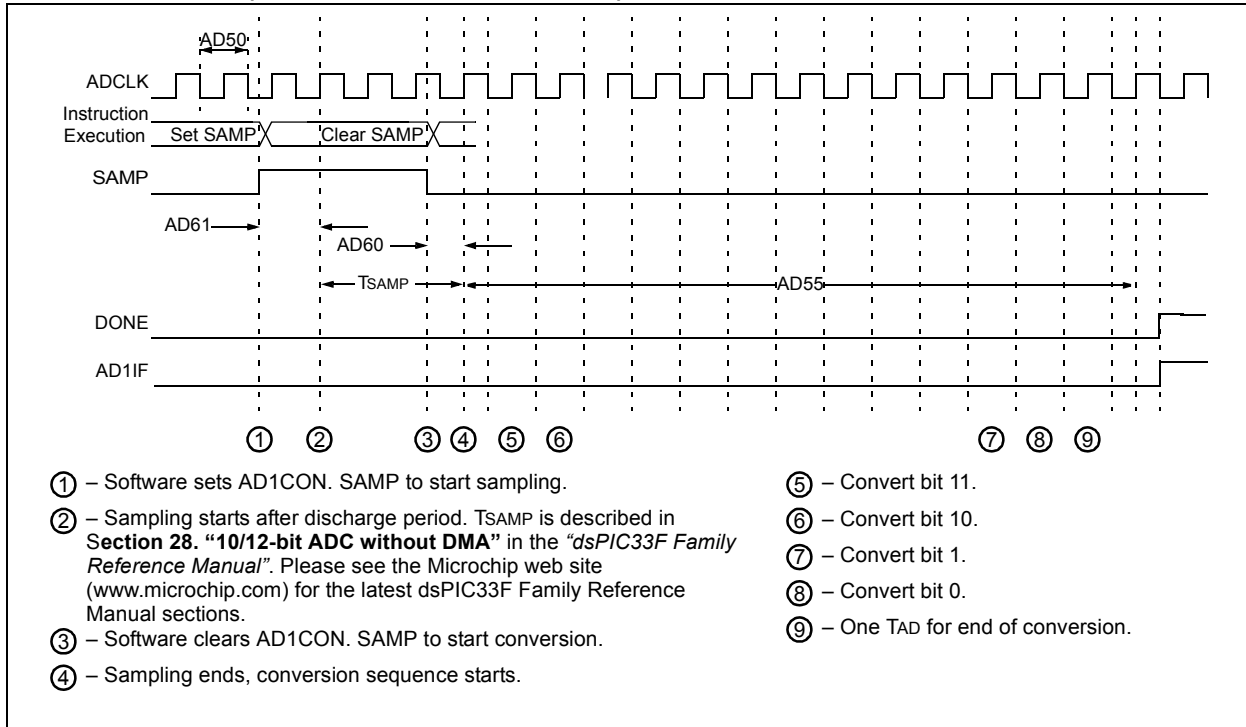 AD50
ADCLK
Instruction
Execution
Set SAMP
Clear SAMP
SAMP
AD61
AD60
TSAMP
AD55
DONE
AD1IF
1 2 3 4 5 6 7 8 9
1 – Software sets AD1CON. SAMP to start sampling.
2 – Sampling starts after discharge period. TSAMP is described in
Section 28. “10/12-bit ADC without DMA” in the “dsPIC33F Family
Reference Manual”. Please see the Microchip web site
(www.microchip.com) for the latest dsPIC33F Family Reference
Manual sections.
3 – Software clears AD1CON. SAMP to start conversion.
4 – Sampling ends, conversion sequence starts.
5 – Convert bit 11.
6 – Convert bit 10.
7 – Convert bit 1.
8 – Convert bit 0.
9 – One TAD for end of conversion.